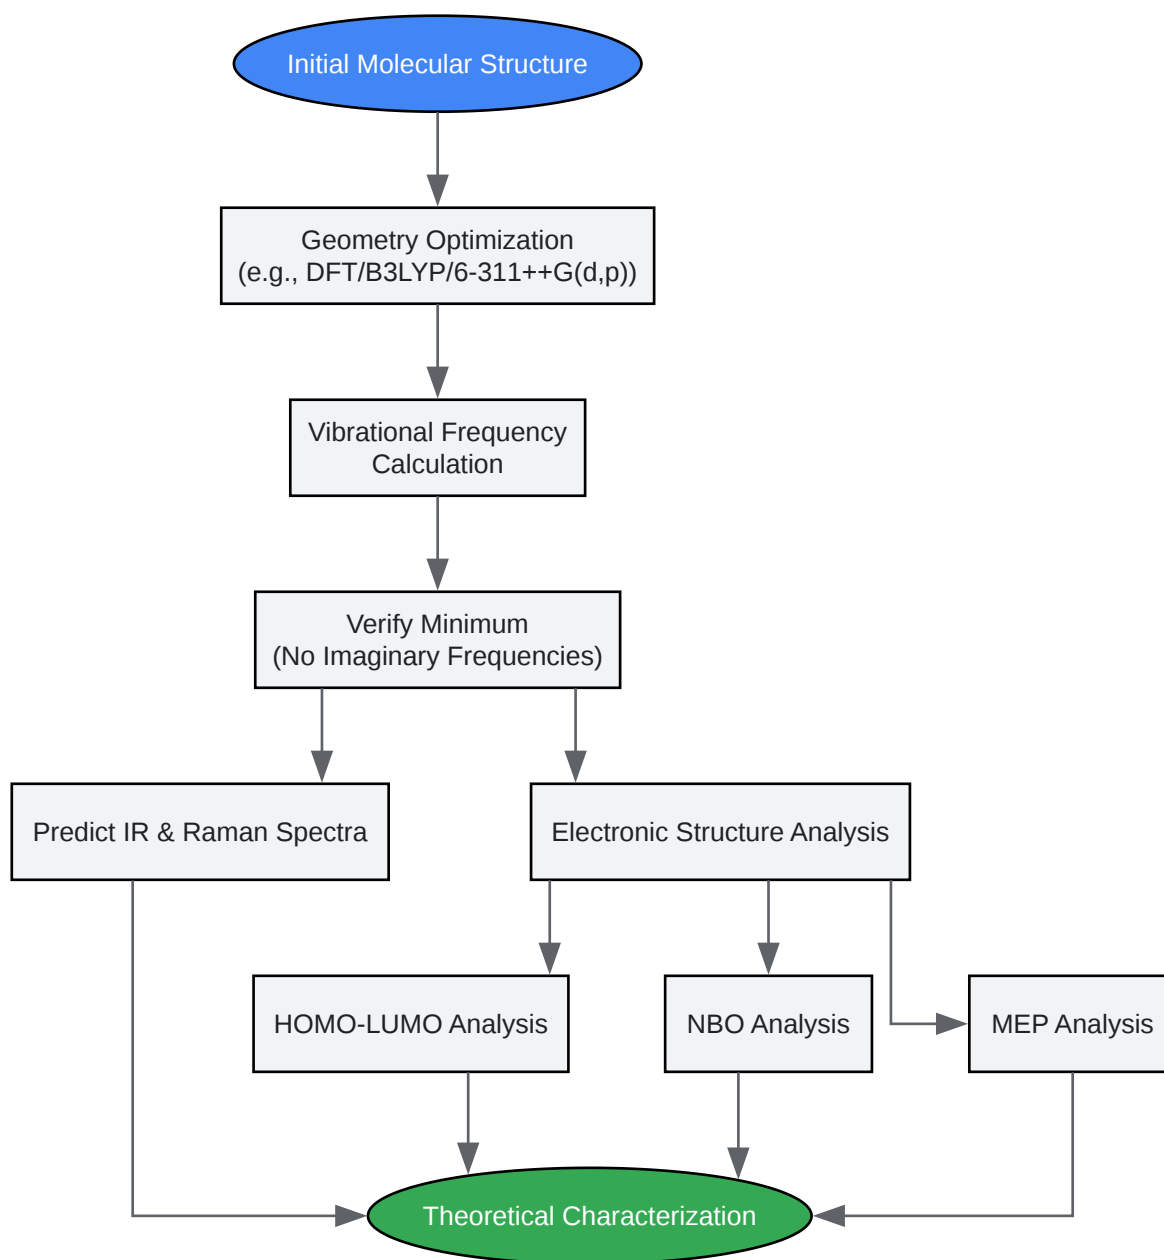 Initial Molecular Structure
Geometry Optimization
(e.g., DFT/B3LYP/6-311++G(d,p))
Vibrational Frequency
Calculation
Verify Minimum
(No Imaginary Frequencies)
Predict IR & Raman Spectra
Electronic Structure Analysis
HOMO-LUMO Analysis
NBO Analysis
MEP Analysis
Theoretical Characterization